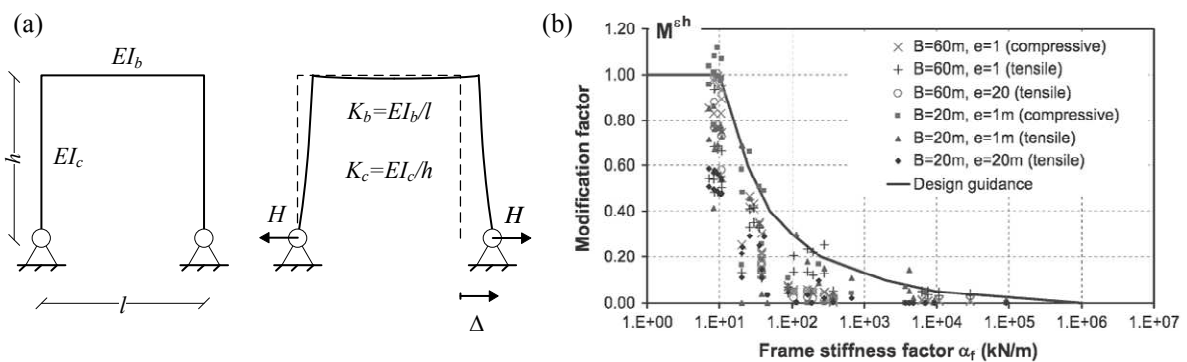 (a)
EI_b
h
EI_c
l
K_b=EI_b/l
K_c=EI_c/h
H
H
Δ
(b)
M^εh
Modification factor
1.20
1.00
0.80
0.60
0.40
0.20
0.00
B=60m, e=1 (compressive)
B=60m, e=1 (tensile)
B=60m, e=20 (tensile)
B=20m, e=1m (compressive)
B=20m, e=1m (tensile)
B=20m, e=20m (tensile)
Design guidance
1.E+00 1.E+01 1.E+02 1.E+03 1.E+04 1.E+05 1.E+06 1.E+07
Frame stiffness factor α_f (kN/m)